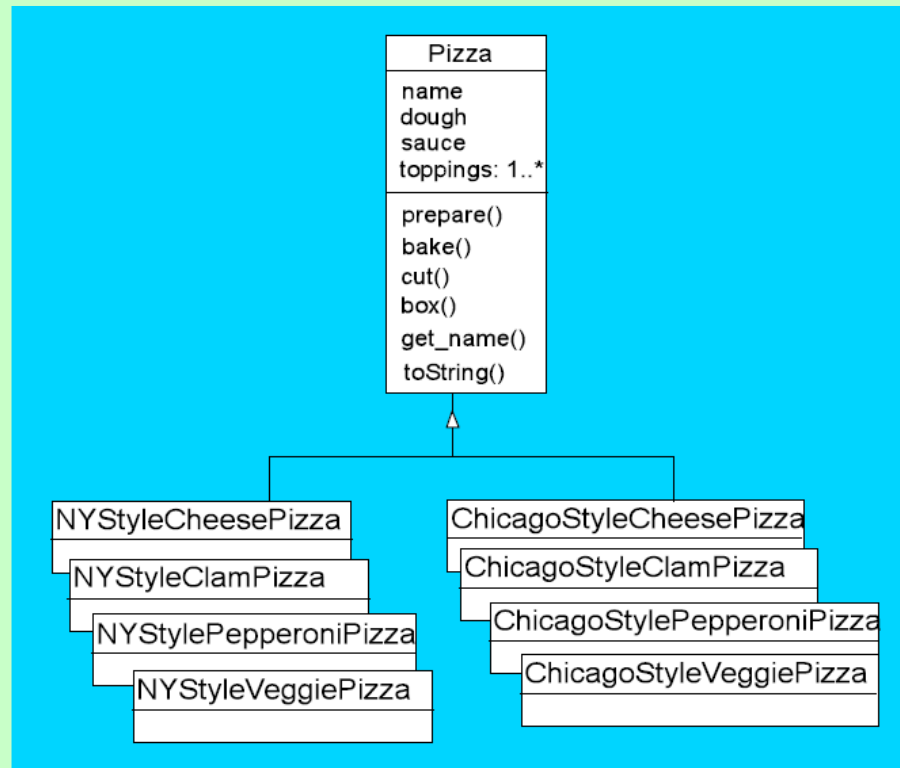 Pizza
name
dough
sauce
toppings: 1..*
prepare()
bake()
cut()
box()
get_name()
toString()
NYStyleCheesePizza
NYStyleClamPizza
NYStylePepperoniPizza
NYStyleVeggiePizza
ChicagoStyleCheesePizza
ChicagoStyleClamPizza
ChicagoStylePepperoniPizza
ChicagoStyleVeggiePizza